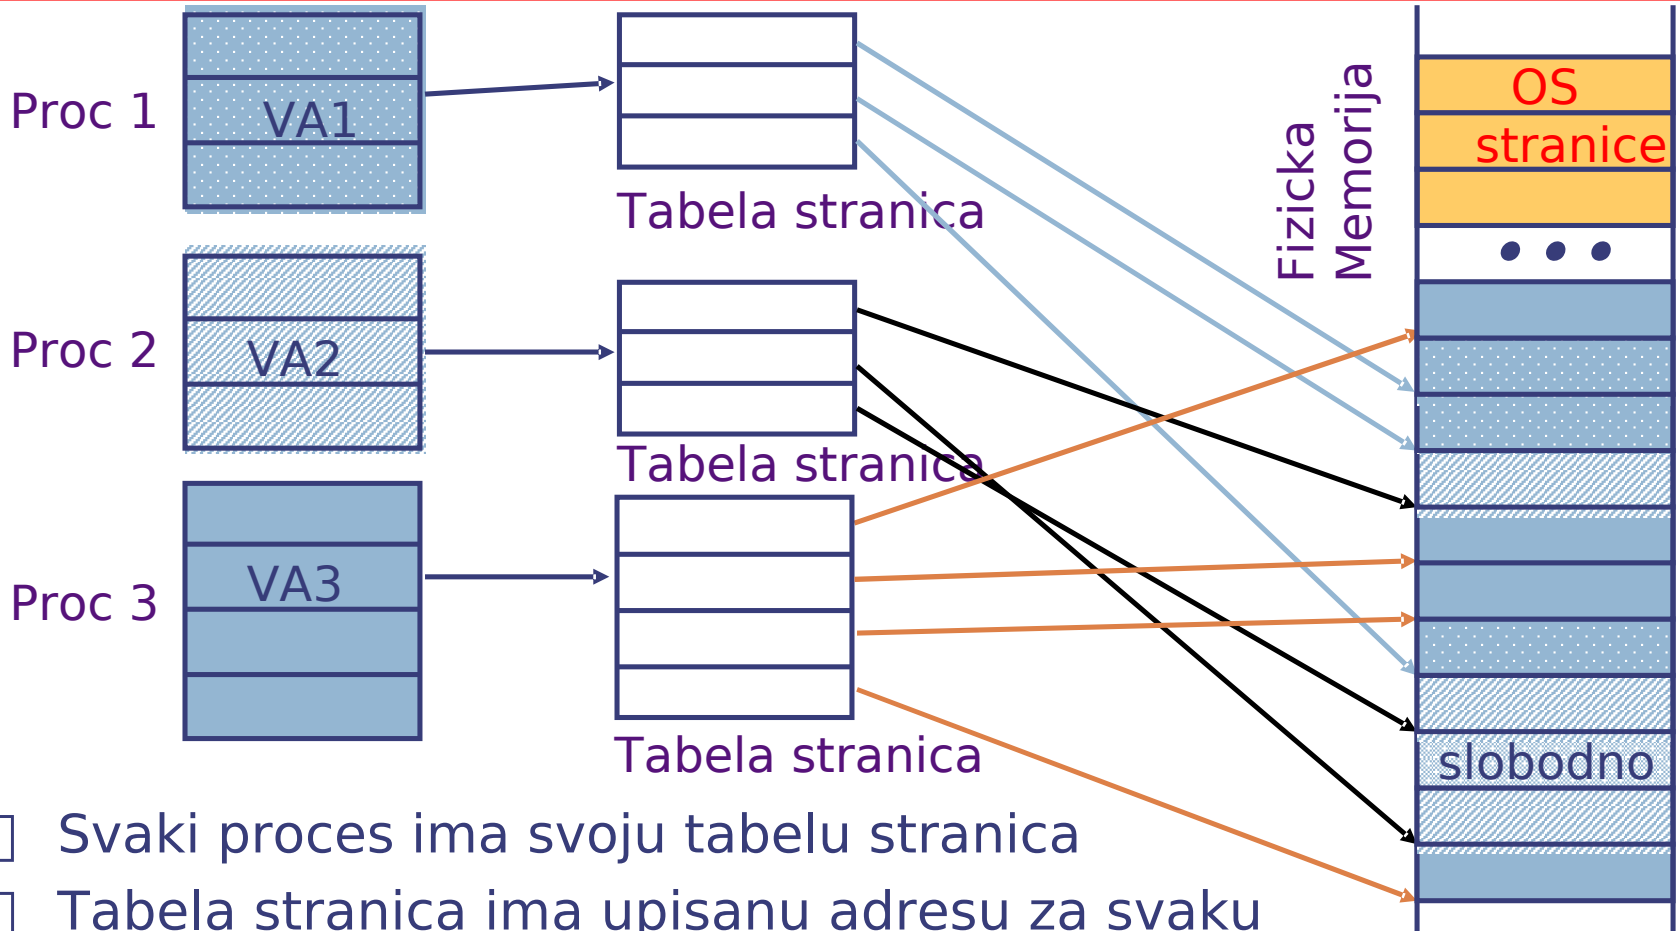 Proc 1
VA1
Tabela stranica
Fizicka
Memorija
OS
stranice
Proc 2
VA2
Tabela stranica
Proc 3
VA3
Tabela stranica
slobodno
Svaki proces ima svoju tabelu stranica
Tabela stranica ima upisanu adresu za svaku